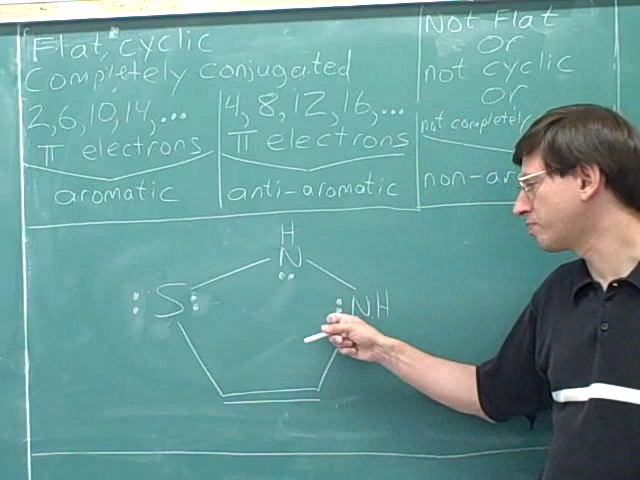 Flat, cyclic
Completely conjugated
2,6,10,14,...
π electrons
aromatic
4,8,12,16,...
π electrons
anti-aromatic
Not Flat
or
not cyclic
or
not completely
non-ar
H
N
S
NH